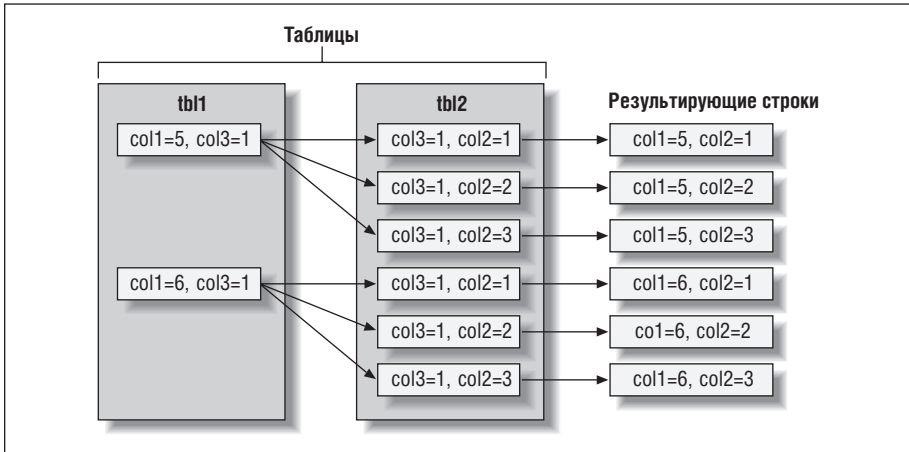 Таблицы
tbl1
tbl2
Результирующие строки
col1=5, col3=1
col3=1, col2=1
col1=5, col2=1
col3=1, col2=2
col1=5, col2=2
col3=1, col2=3
col1=5, col2=3
col1=6, col3=1
col3=1, col2=1
col1=6, col2=1
col3=1, col2=2
co1=6, col2=2
col3=1, col2=3
col1=6, col2=3